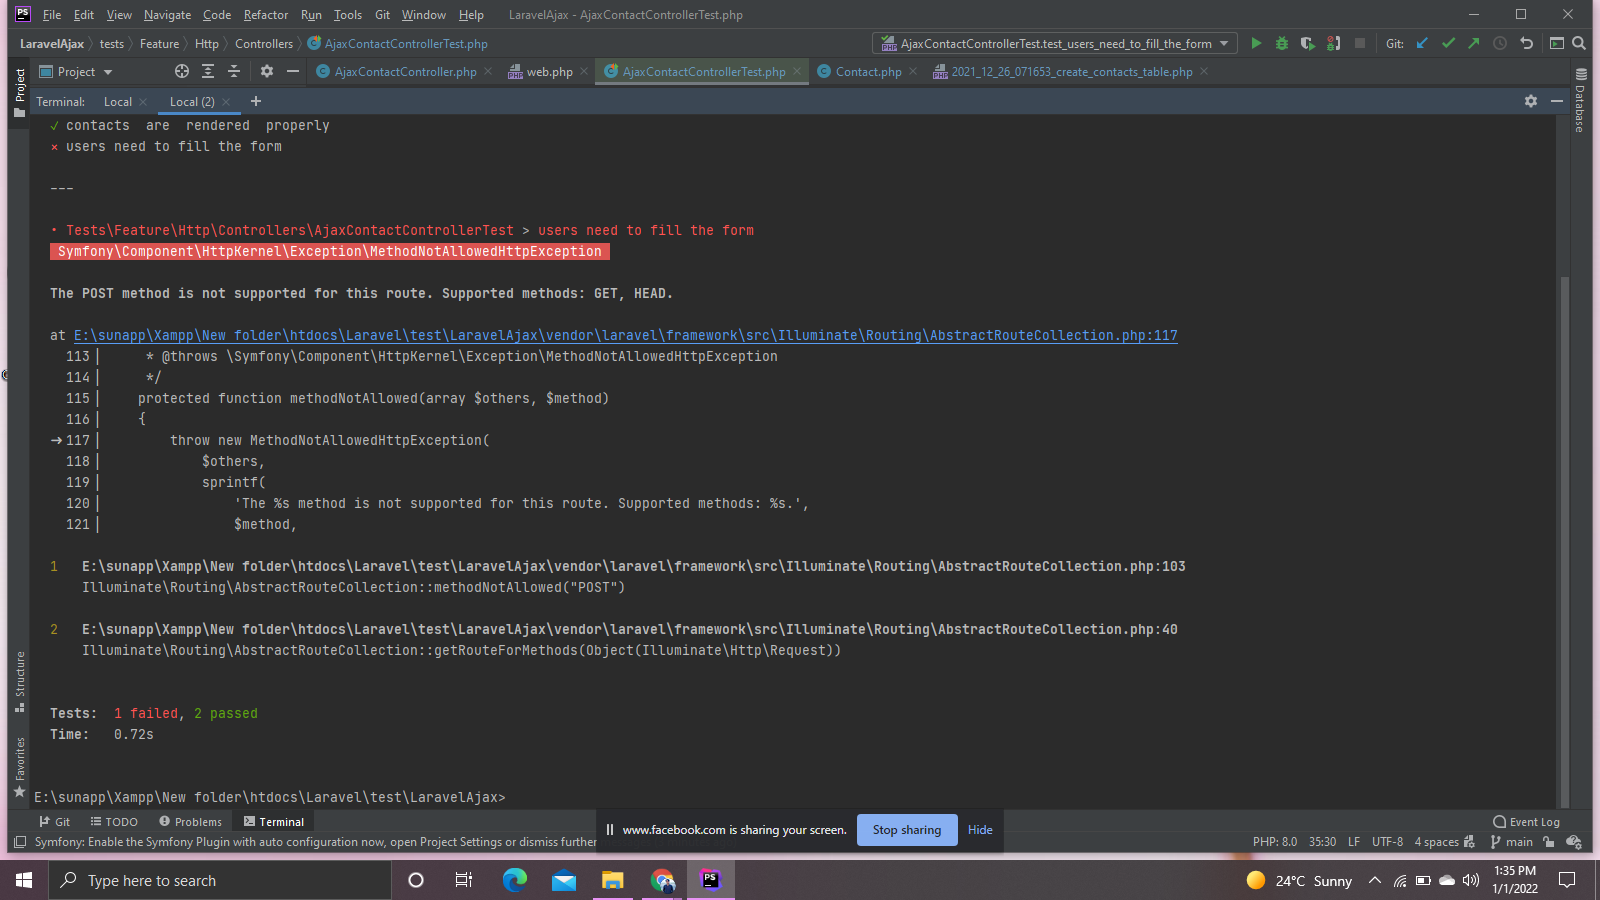 PS File Edit View Navigate Code Refactor Run Tools Git Window Help LaravelAjax - AjaxContactControllerTest.php
LaravelAjax tests Feature Http Controllers AjaxContactControllerTest.php AjaxContactControllerTest.test_users_need_to_fill_the_form Git:
Project Project AjaxContactController.php web.php AjaxContactControllerTest.php Contact.php 2021_12_26_071653_create_contacts_table.php
Terminal: Local Local (2) +
Database
✓ contacts are rendered properly
× users need to fill the form
---
• Tests\Feature\Http\Controllers\AjaxContactControllerTest > users need to fill the form
Symfony\Component\HttpKernel\Exception\MethodNotAllowedHttpException
The POST method is not supported for this route. Supported methods: GET, HEAD.
at E:\sunapp\Xampp\New folder\htdocs\Laravel\test\LaravelAjax\vendor\laravel\framework\src\Illuminate\Routing\AbstractRouteCollection.php:117
113| * @throws \Symfony\Component\HttpKernel\Exception\MethodNotAllowedHttpException
114| */
115| protected function methodNotAllowed(array $others, $method)
116| {
➜ 117| throw new MethodNotAllowedHttpException(
118| $others,
119| sprintf(
120| 'The %s method is not supported for this route. Supported methods: %s.',
121| $method,
1 E:\sunapp\Xampp\New folder\htdocs\Laravel\test\LaravelAjax\vendor\laravel\framework\src\Illuminate\Routing\AbstractRouteCollection.php:103
Illuminate\Routing\AbstractRouteCollection::methodNotAllowed("POST")
2 E:\sunapp\Xampp\New folder\htdocs\Laravel\test\LaravelAjax\vendor\laravel\framework\src\Illuminate\Routing\AbstractRouteCollection.php:40
Illuminate\Routing\AbstractRouteCollection::getRouteForMethods(Object(Illuminate\Http\Request))
Structure
Tests: 1 failed, 2 passed
Time: 0.72s
Favorites
E:\sunapp\Xampp\New folder\htdocs\Laravel\test\LaravelAjax>
Git TODO Problems Terminal Event Log
www.facebook.com is sharing your screen. Stop sharing Hide
Symfony: Enable the Symfony Plugin with auto configuration now, open Project Settings or dismiss further PHP: 8.0 35:30 LF UTF-8 4 spaces main
Type here to search PS 24°C Sunny 1:35 PM
1/1/2022